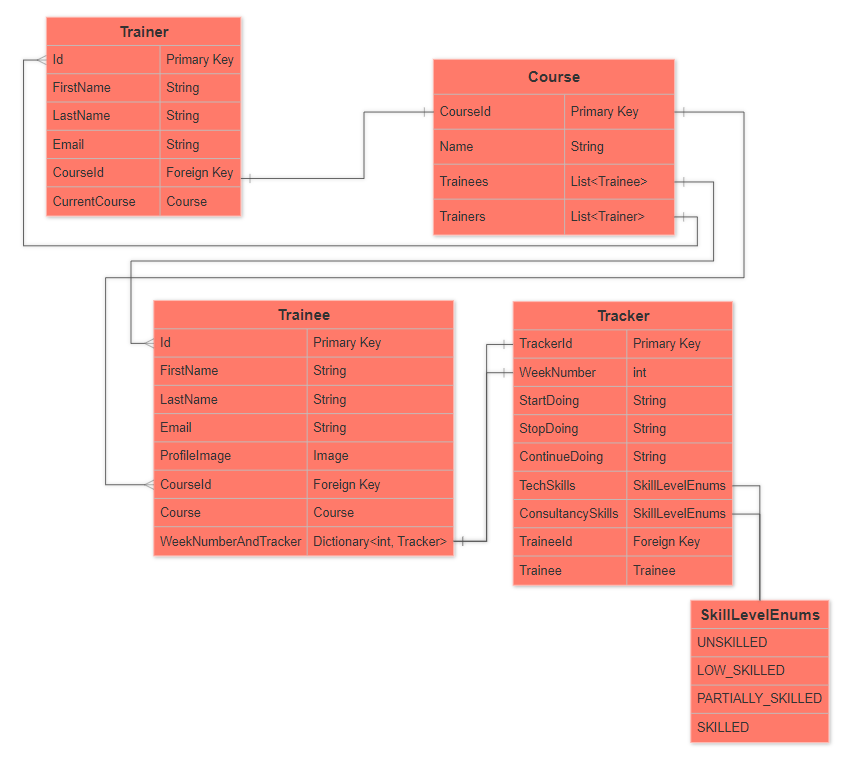 Trainer
Id Primary Key
FirstName String
LastName String
Email String
CourseId Foreign Key
CurrentCourse Course
Course
CourseId Primary Key
Name String
Trainees List<Trainee>
Trainers List<Trainer>
Trainee
Id Primary Key
FirstName String
LastName String
Email String
ProfileImage Image
CourseId Foreign Key
Course Course
WeekNumberAndTracker Dictionary<int, Tracker>
Tracker
TrackerId Primary Key
WeekNumber int
StartDoing String
StopDoing String
ContinueDoing String
TechSkills SkillLevelEnums
ConsultancySkills SkillLevelEnums
TraineeId Foreign Key
Trainee Trainee
SkillLevelEnums
UNSKILLED
LOW_SKILLED
PARTIALLY_SKILLED
SKILLED